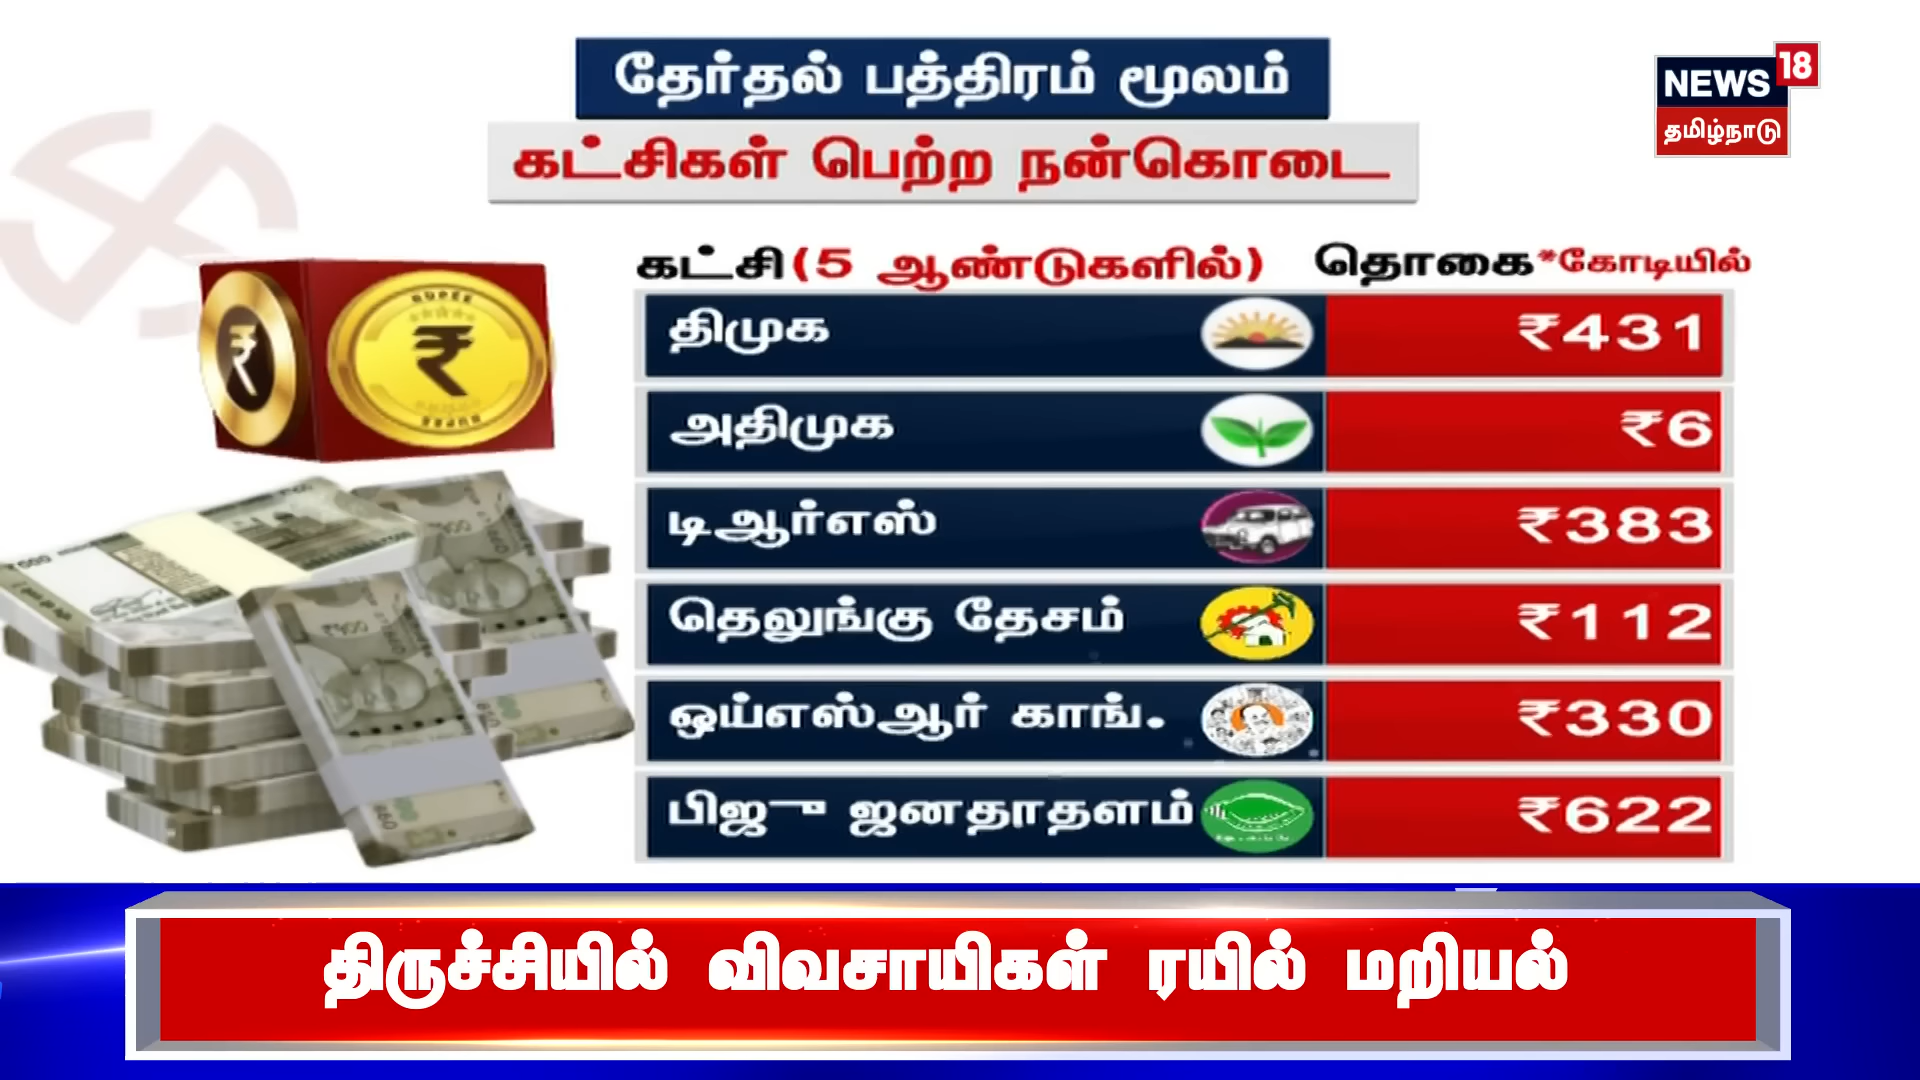 தேர்தல் பத்திரம் மூலம்
கட்சிகள் பெற்ற நன்கொடை
NEWS 18
தமிழ்நாடு
கட்சி (5 ஆண்டுகளில்) தொகை *கோடியில்
திமுக ₹431
அதிமுக ₹6
டிஆர்எஸ் ₹383
தெலுங்கு தேசம் ₹112
ஒய்எஸ்ஆர் காங். ₹330
பிஜு ஜனதாதளம் ₹622
RUPEE
திருச்சியில் விவசாயிகள் ரயில் மறியல்